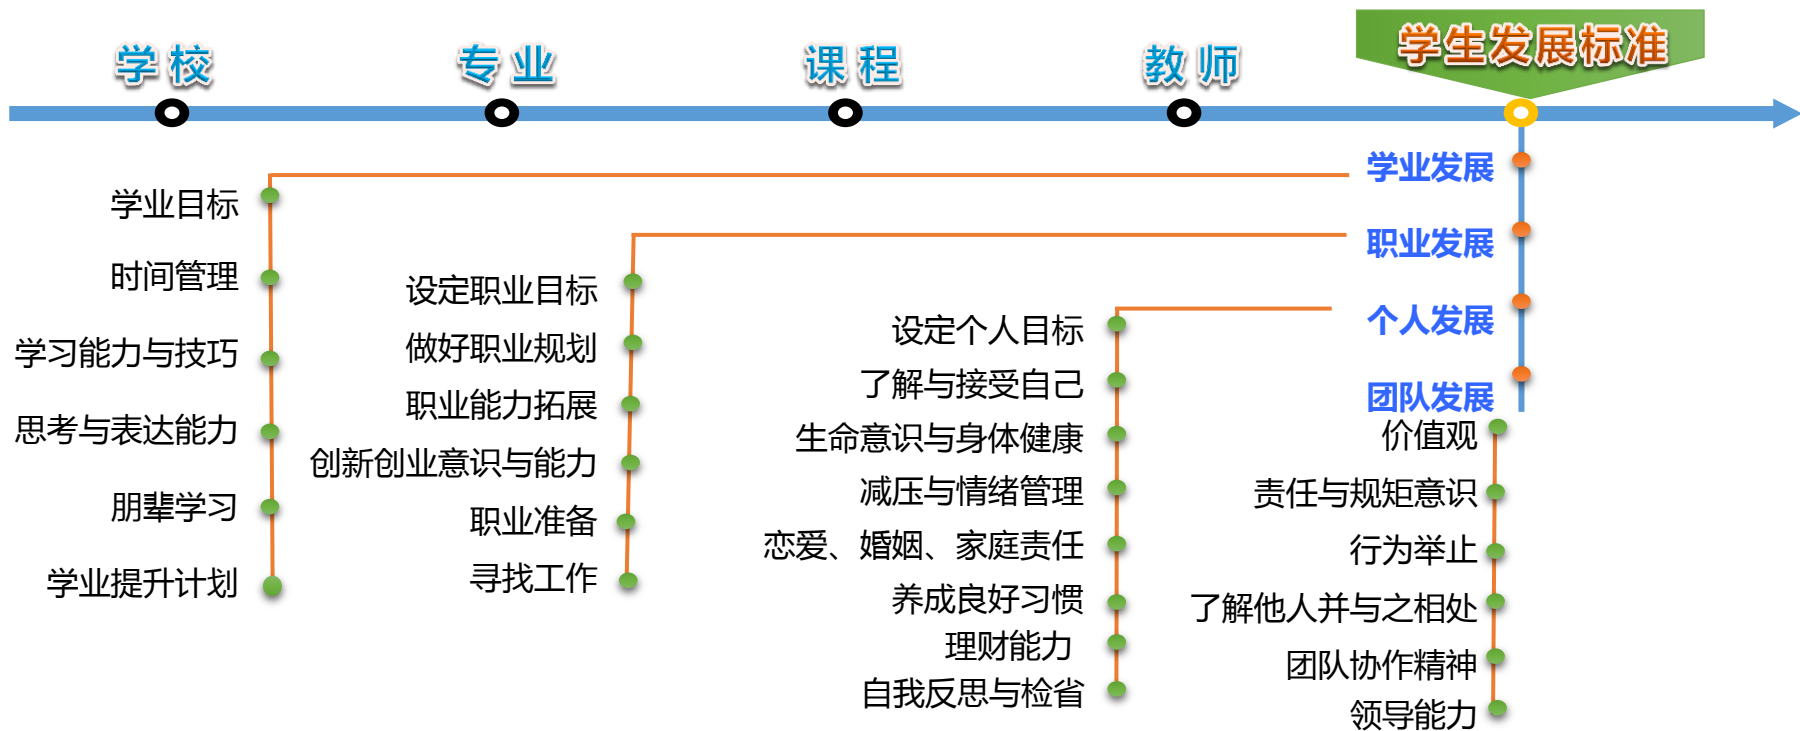 学校
专业
课程
教师
学生发展标准
学业发展
职业发展
个人发展
团队发展
学业目标
时间管理
学习能力与技巧
思考与表达能力
朋辈学习
学业提升计划
设定职业目标
做好职业规划
职业能力拓展
创新创业意识与能力
职业准备
寻找工作
设定个人目标
了解与接受自己
生命意识与身体健康
减压与情绪管理
恋爱、婚姻、家庭责任
养成良好习惯
理财能力
自我反思与检省
价值观
责任与规矩意识
行为举止
了解他人并与之相处
团队协作精神
领导能力